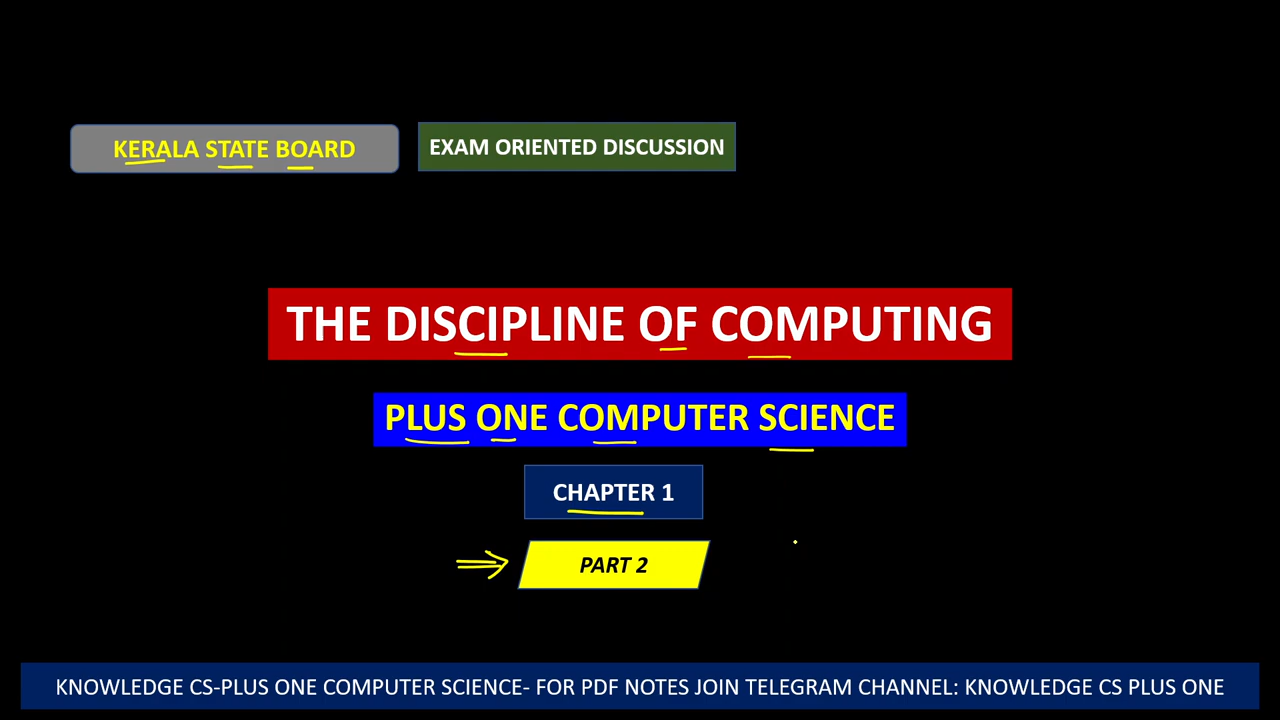 KERALA STATE BOARD
EXAM ORIENTED DISCUSSION
THE DISCIPLINE OF COMPUTING
PLUS ONE COMPUTER SCIENCE
CHAPTER 1
PART 2
KNOWLEDGE CS-PLUS ONE COMPUTER SCIENCE- FOR PDF NOTES JOIN TELEGRAM CHANNEL: KNOWLEDGE CS PLUS ONE